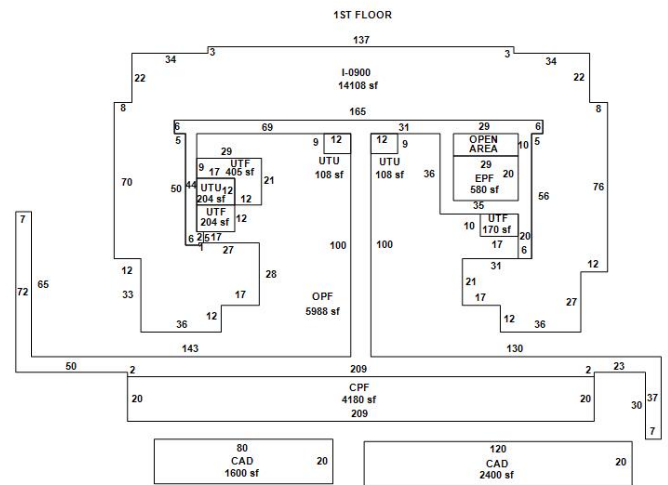 1ST FLOOR
137
34 3 3 34
22 I-0900 22
14108 sf
8 165 8
6 69 31 29 6
5 9 12 12 9 OPEN 10 5
AREA
29 UTU UTU 29
9 UTF 108 sf 108 sf EPF 20
17 405 sf 21 36 580 sf
70 50 44 UTU 12 56 76
204 sf 12 35
UTF 12 10 UTF
204 sf 170 sf 20
7 6 2 5 17 100 100 17 6
2 27 31
12 12
65 28 21
72 33 17 OPF 17 27
12 5988 sf 12
36 36
143 130
50 2 209 2 23
20 CPF 20 30 37
4180 sf
209
7
80 120
CAD 20 CAD 20
1600 sf 2400 sf